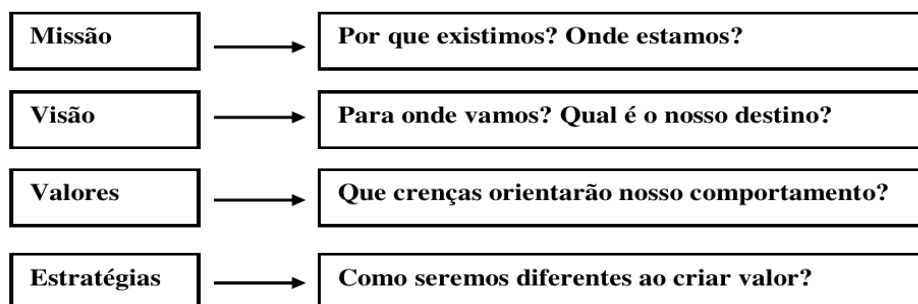 Missão
Por que existimos? Onde estamos?
Visão
Para onde vamos? Qual é o nosso destino?
Valores
Que crenças orientarão nosso comportamento?
Estratégias
Como seremos diferentes ao criar valor?